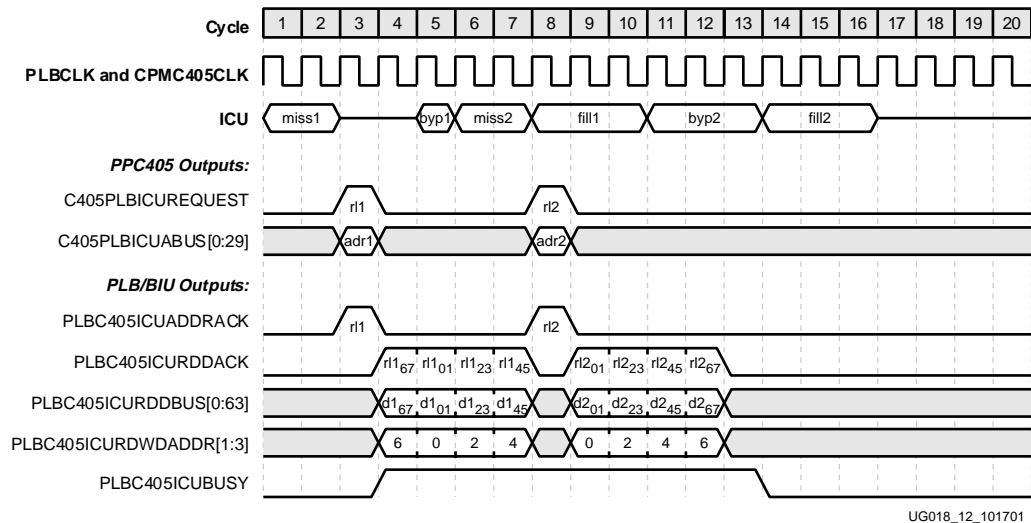 Cycle 1 2 3 4 5 6 7 8 9 10 11 12 13 14 15 16 17 18 19 20
PLBCLK and CPMC405CLK
ICU miss1 byp1 miss2 fill1 byp2 fill2
PPC405 Outputs:
C405PLBICUREQUEST rl1 rl2
C405PLBICUABUS[0:29] adr1 adr2
PLB/BIU Outputs:
PLBC405ICUADDRACK rl1 rl2
PLBC405ICURDDACK rl1₆₇ rl1₀₁ rl1₂₃ rl1₄₅ rl2₀₁ rl2₂₃ rl2₄₅ rl2₆₇
PLBC405ICURDDBUS[0:63] d1₆₇ d1₀₁ d1₂₃ d1₄₅ d2₀₁ d2₂₃ d2₄₅ d2₆₇
PLBC405ICURDWDADDR[1:3] 6 0 2 4 0 2 4 6
PLBC405ICUBUSY
UG018_12_101701